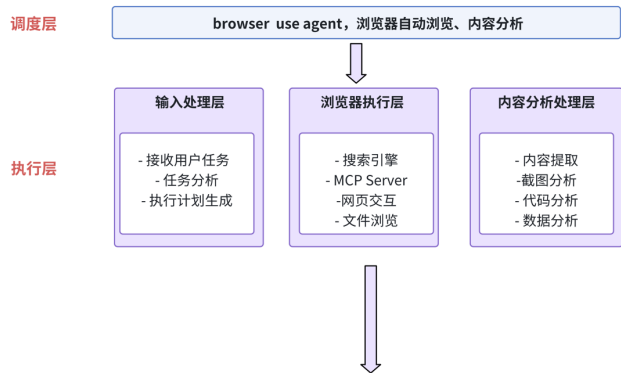 调度层
browser use agent，浏览器自动浏览、内容分析
执行层
输入处理层
- 接收用户任务
- 任务分析
- 执行计划生成
浏览器执行层
- 搜索引擎
- MCP Server
-网页交互
- 文件浏览
内容分析处理层
- 内容提取
-截图分析
- 代码分析
- 数据分析